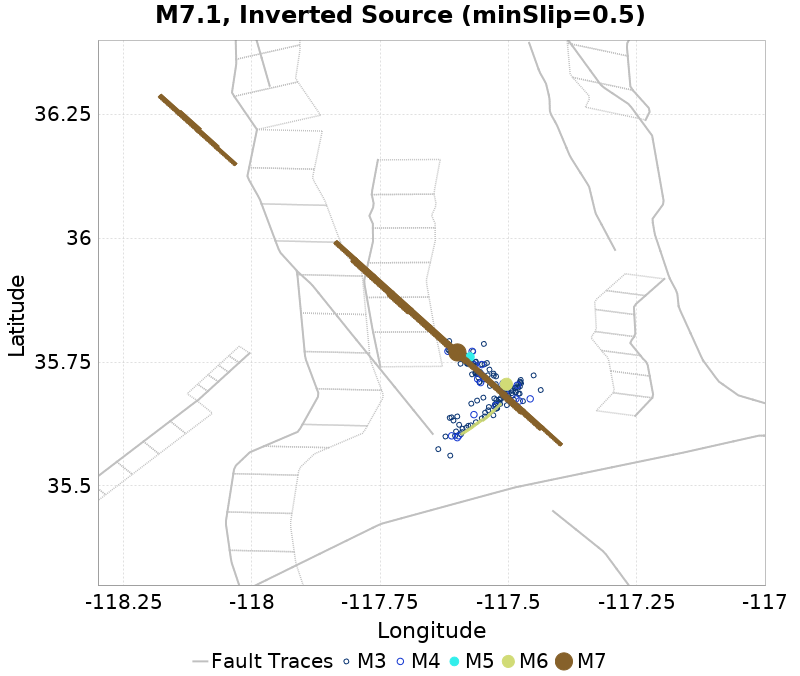 M7.1, Inverted Source (minSlip=0.5)
36.25
36
35.75
35.5
Latitude
-118.25 -118 -117.75 -117.5 -117.25 -117
Longitude
Fault Traces M3 M4 M5 M6 M7